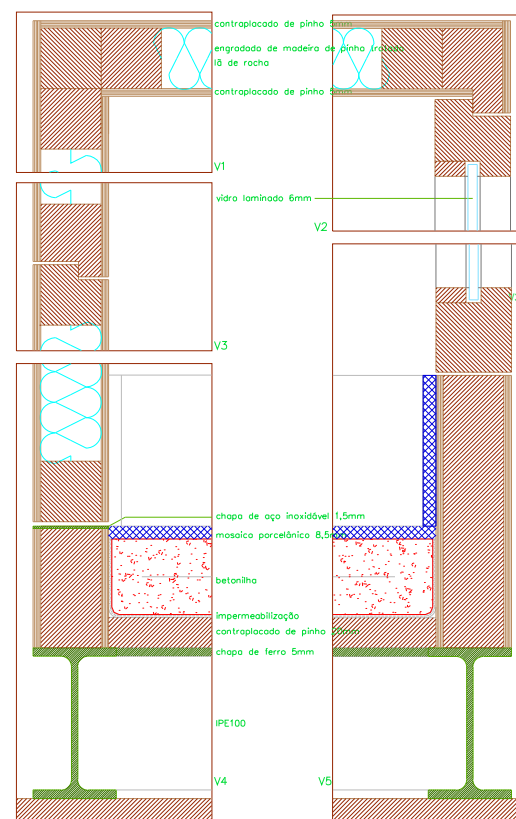 contraplacado de pinho 5mm
engradado de madeira de pinho tratada
lã de rocha
contraplacado de pinho 5mm
V1
vidro laminado 6mm
V2
V3
chapa de aço inoxidável 1,5mm
mosaico porcelânico 8,5mm
betonilha
impermeabilização
contraplacado de pinho 20mm
chapa de ferro 5mm
IPE100
V4
V5